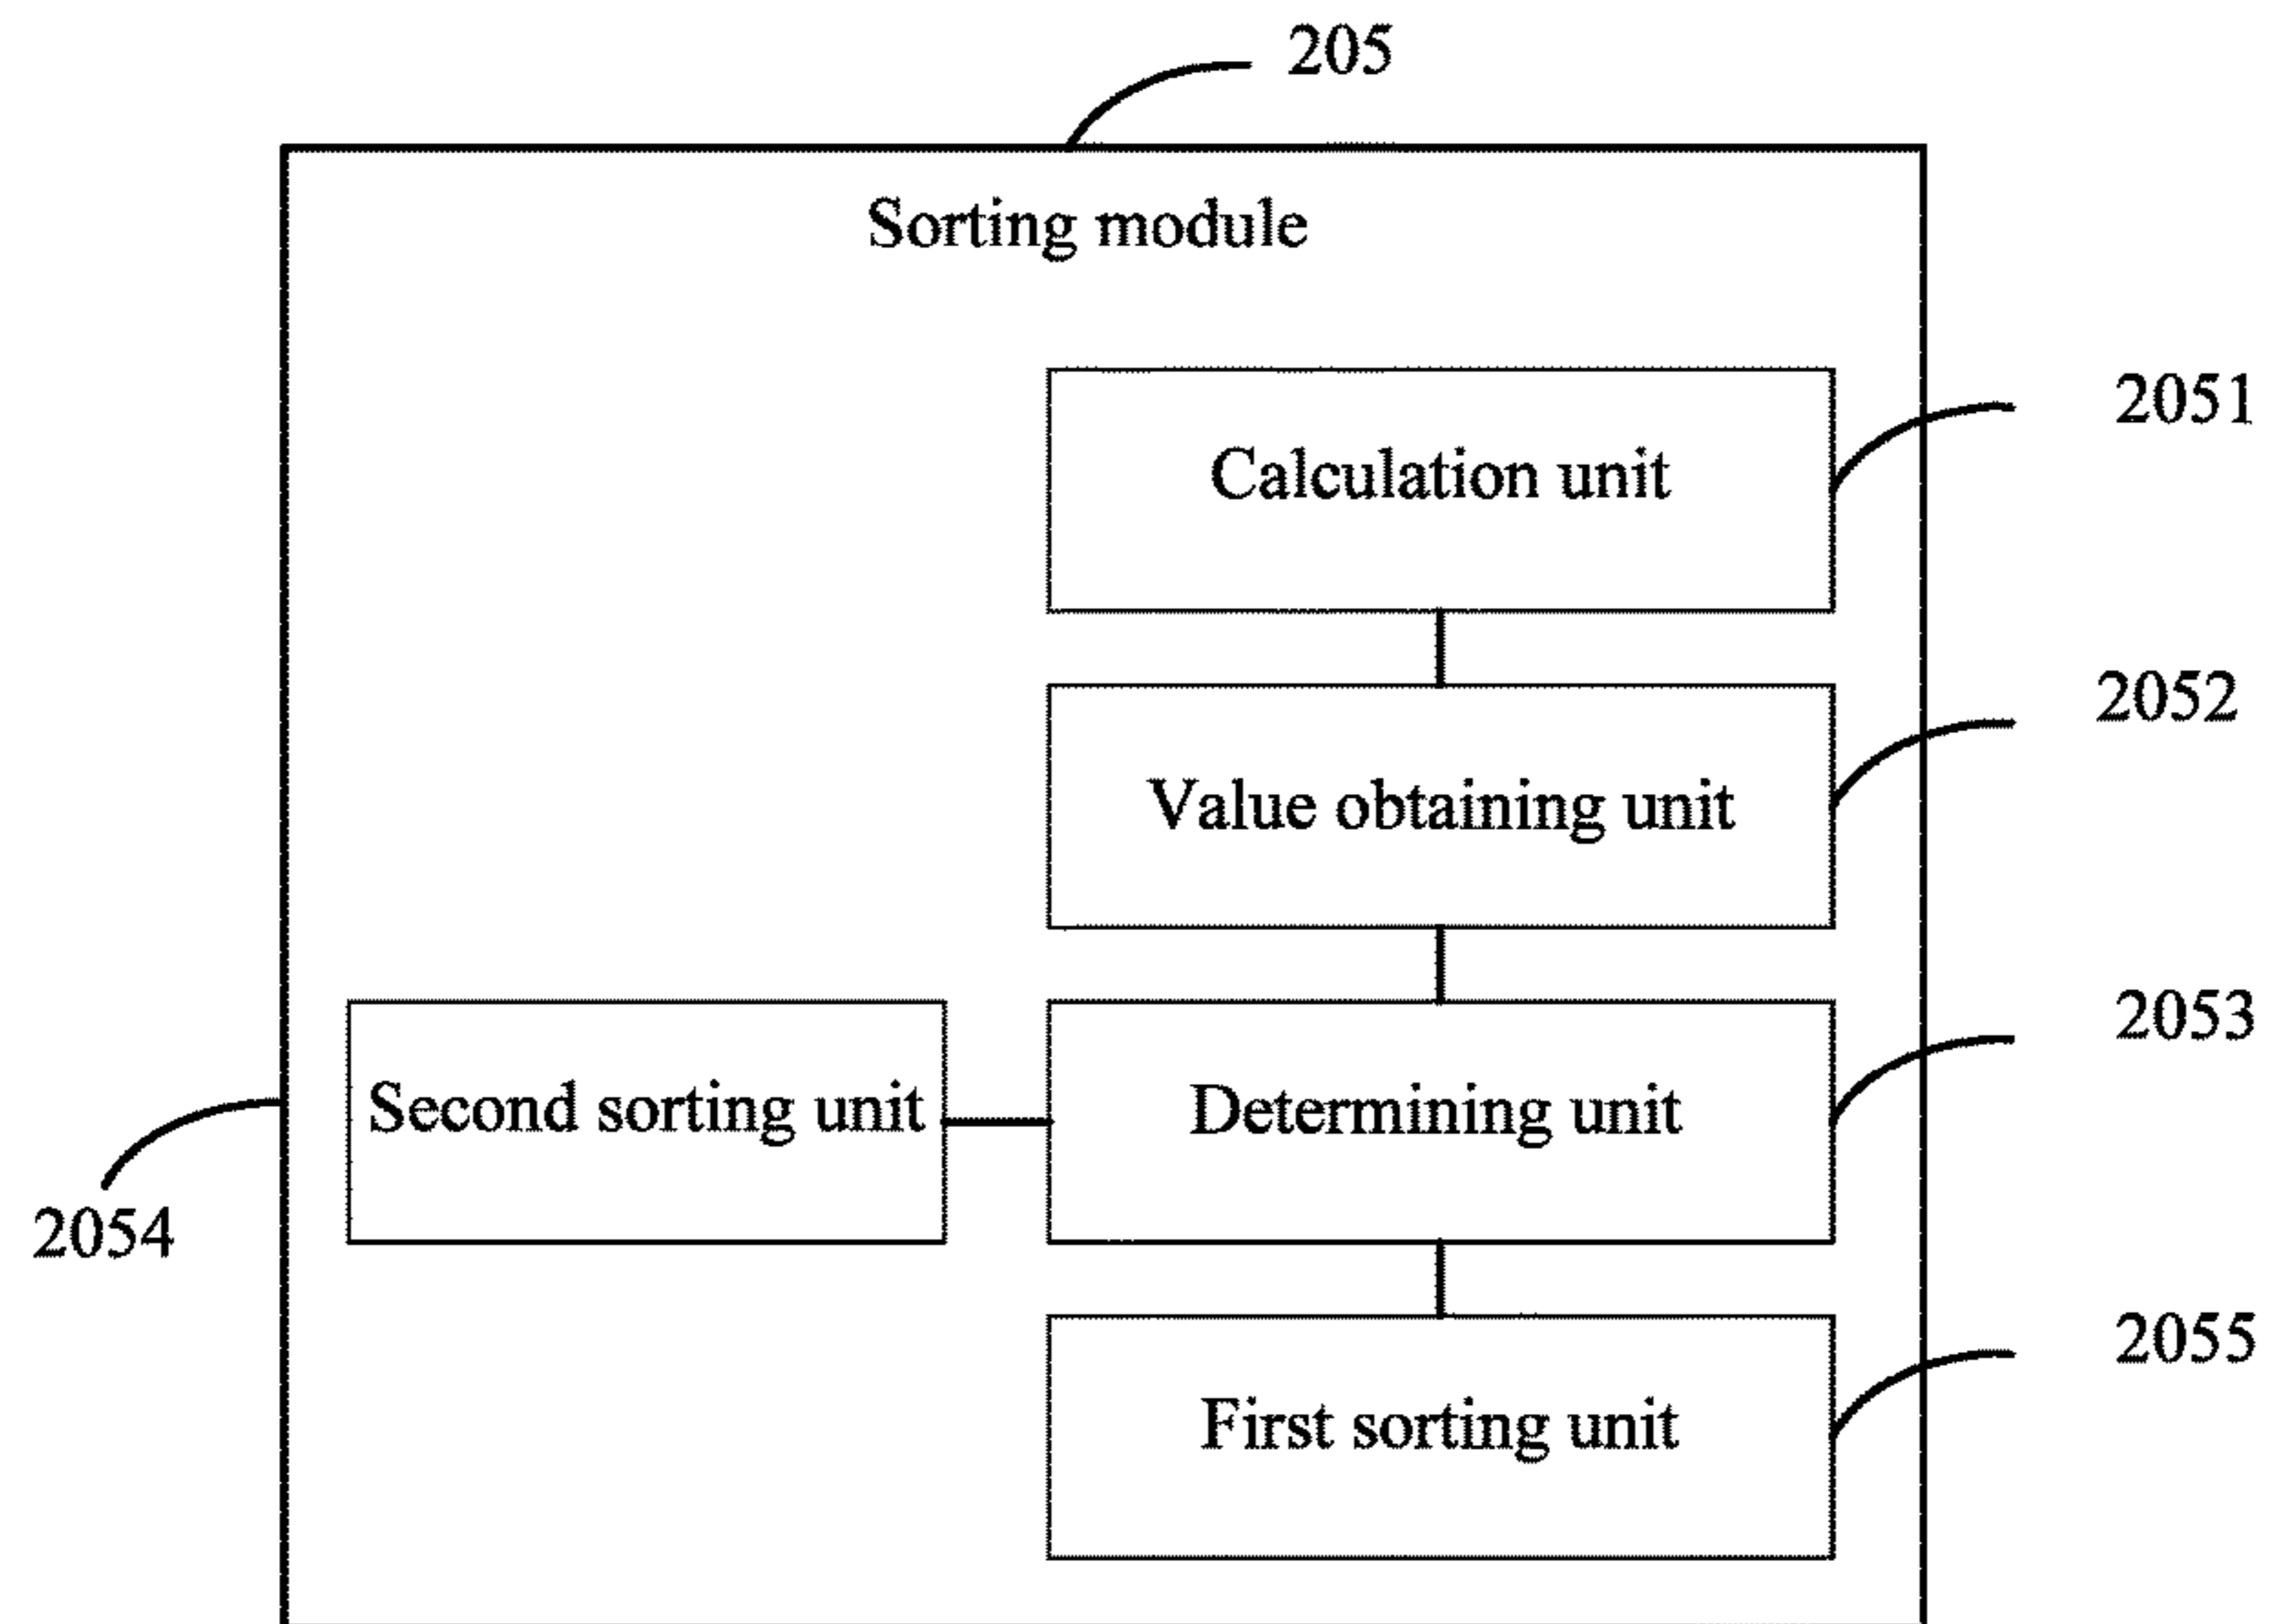 205
Sorting module
Calculation unit
2051
Value obtaining unit
2052
Second sorting unit
Determining unit
2053
2054
First sorting unit
2055